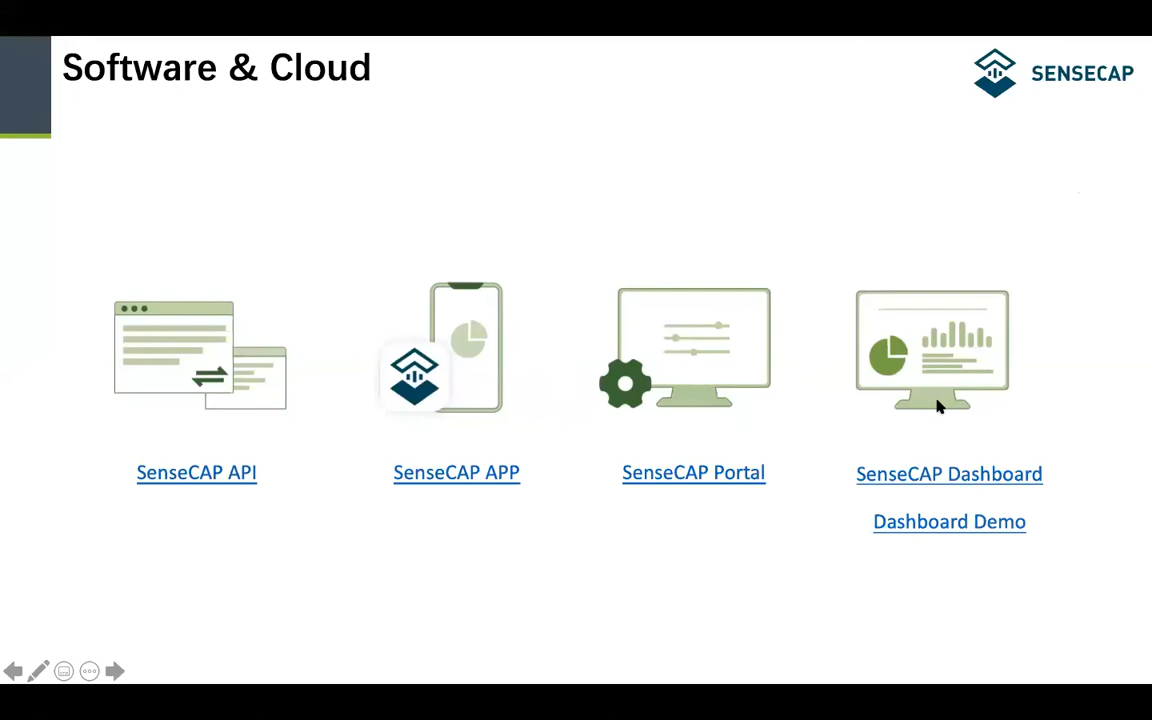 Software & Cloud
SENSECAP
SenseCAP API
SenseCAP APP
SenseCAP Portal
SenseCAP Dashboard
Dashboard Demo